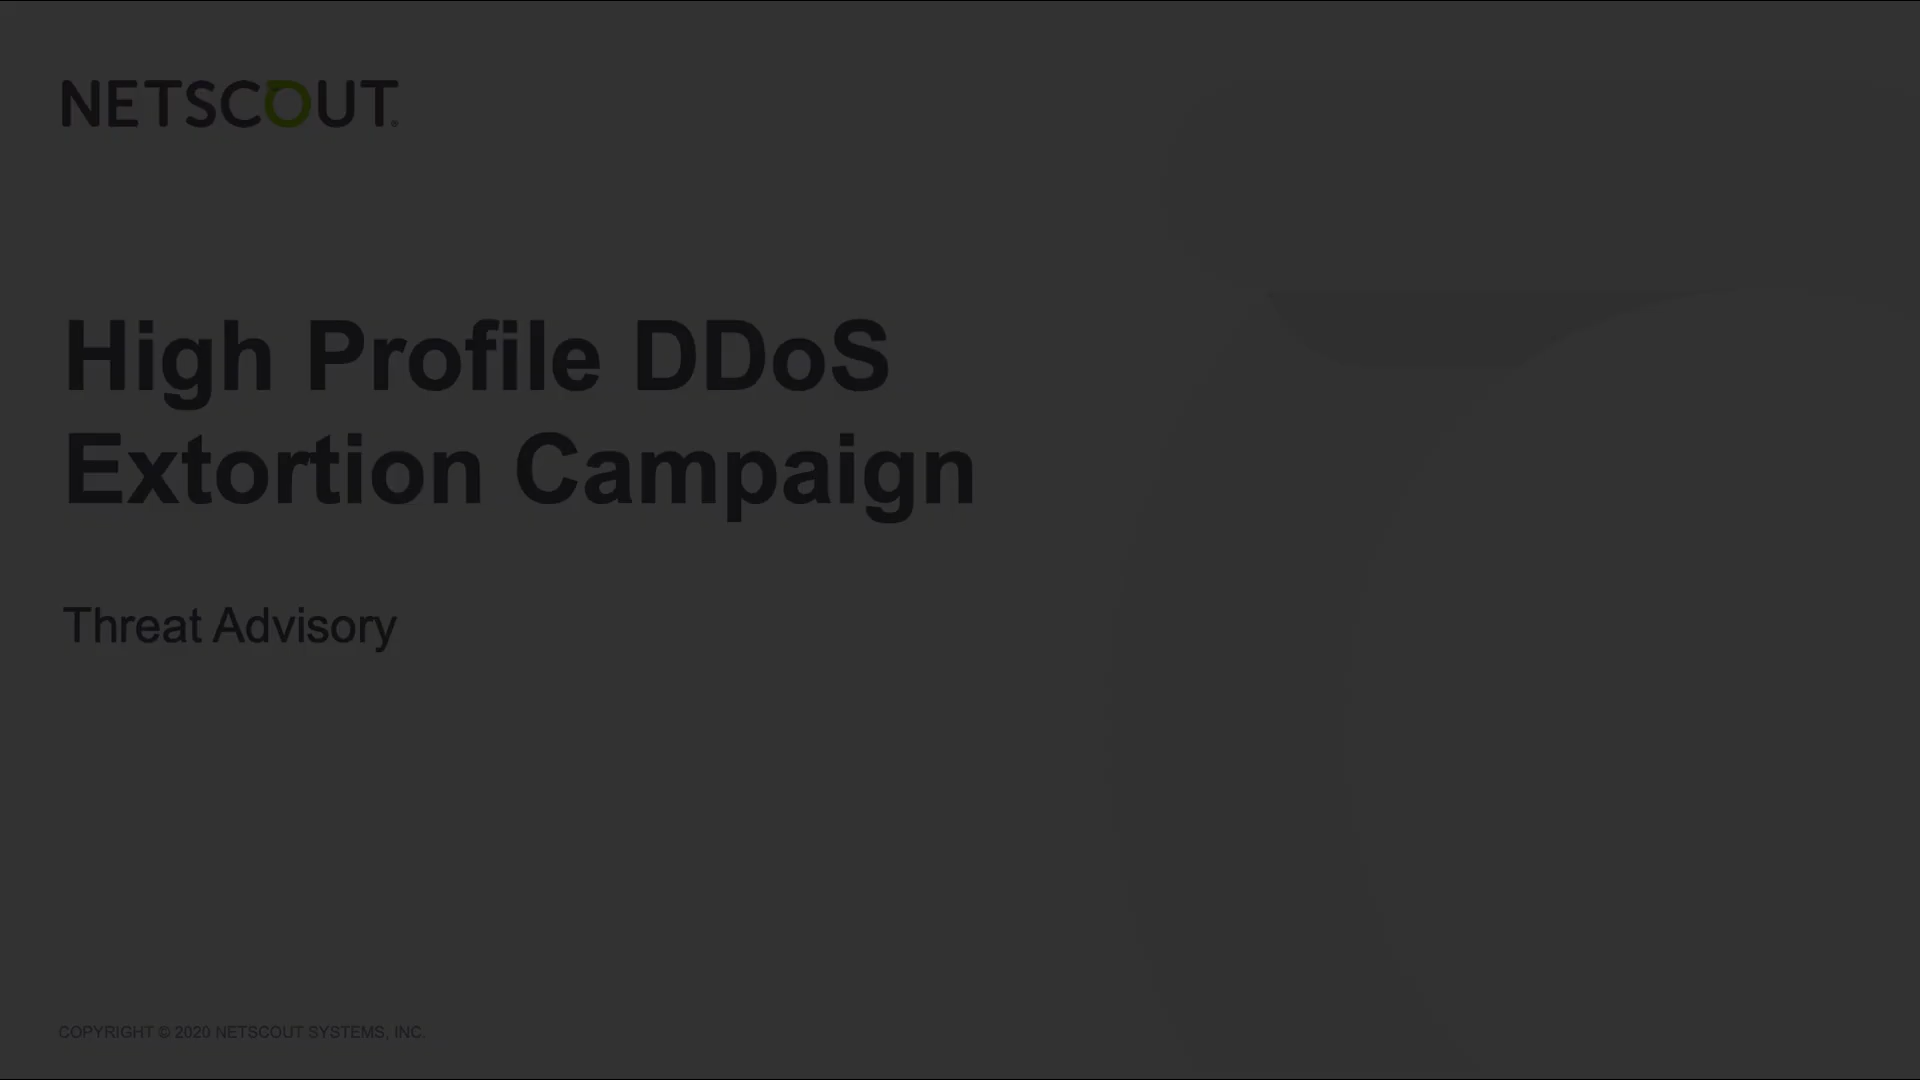 NETSCOUT.
High Profile DDoS
Extortion Campaign
Threat Advisory
COPYRIGHT © 2020 NETSCOUT SYSTEMS, INC.